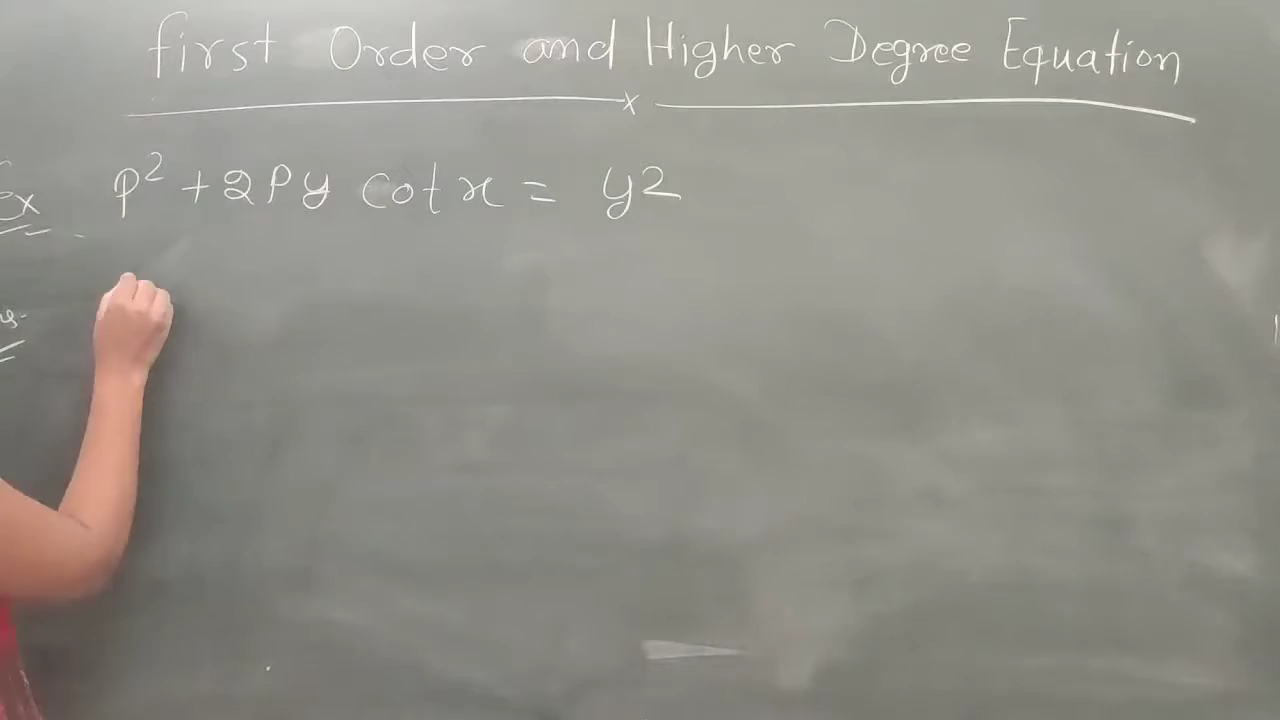 first Order and Higher Degree Equation
x
Ex P² + 2Py cot x = y2